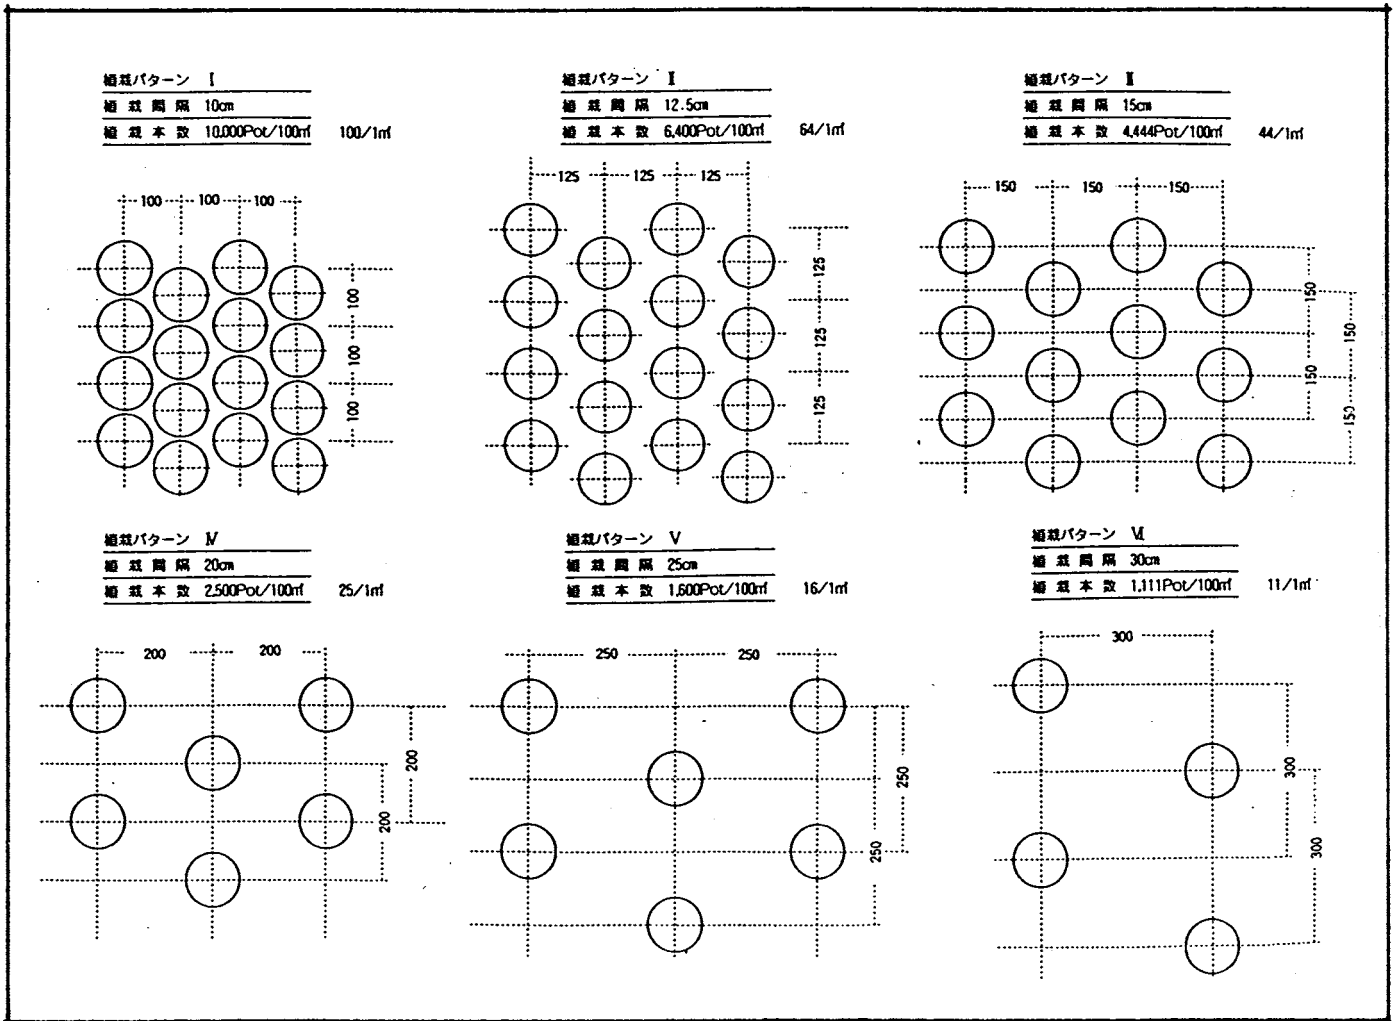 植栽パターン Ⅰ
植栽間隔 10cm
植栽本数 10,000Pot/100㎡ 100/1㎡
100 100 100
100
100
100
植栽パターン Ⅱ
植栽間隔 12.5cm
植栽本数 6,400Pot/100㎡ 64/1㎡
125 125 125
125
125
125
植栽パターン Ⅱ
植栽間隔 15cm
植栽本数 4,444Pot/100㎡ 44/1㎡
150 150 150
150
150
150
150
植栽パターン Ⅳ
植栽間隔 20cm
植栽本数 2,500Pot/100㎡ 25/1㎡
200 200
200
200
植栽パターン Ⅴ
植栽間隔 25cm
植栽本数 1,600Pot/100㎡ 16/1㎡
250 250
250
250
植栽パターン Ⅵ
植栽間隔 30cm
植栽本数 1,111Pot/100㎡ 11/1㎡
300
300
300